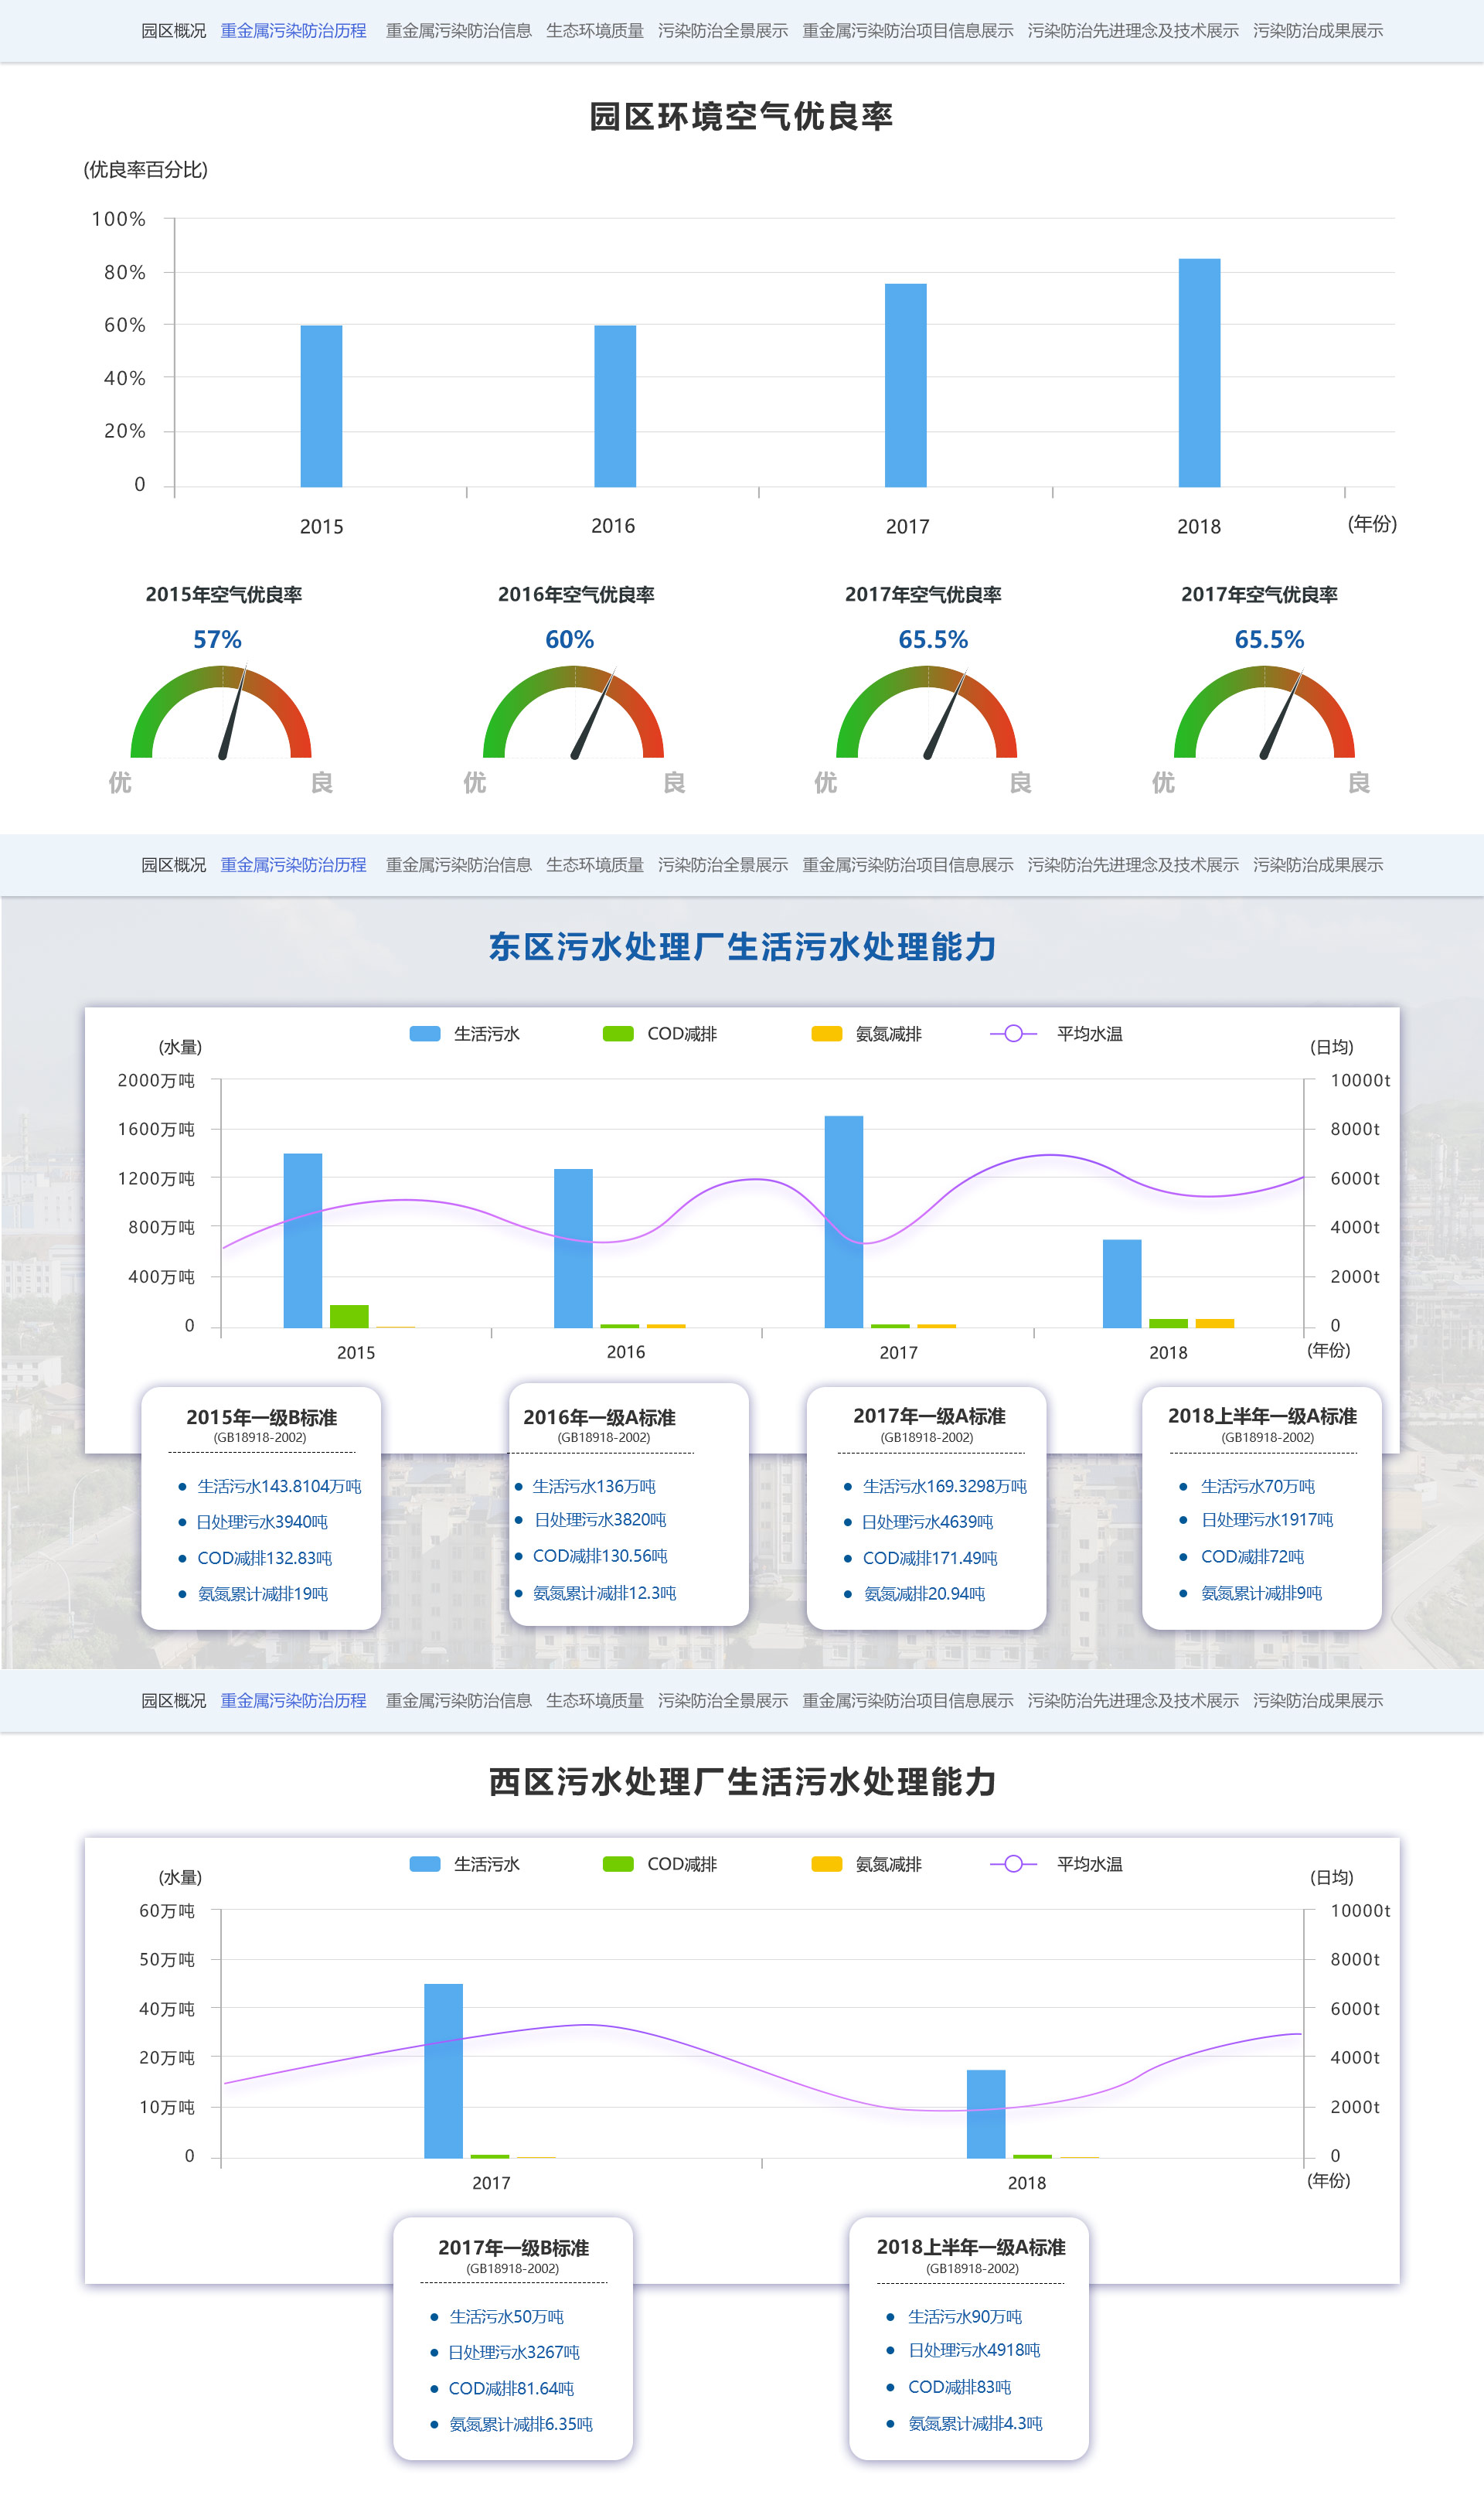 园区概况 重金属污染防治历程 重金属污染防治信息 生态环境质量 污染防治全景展示 重金属污染防治项目信息展示 污染防治先进理念及技术展示 污染防治成果展示
园区环境空气优良率
(优良率百分比)
100%
80%
60%
40%
20%
0
2015 2016 2017 2018 (年份)
2015年空气优良率 2016年空气优良率 2017年空气优良率 2017年空气优良率
57% 60% 65.5% 65.5%
优 良 优 良 优 良 优 良
园区概况 重金属污染防治历程 重金属污染防治信息 生态环境质量 污染防治全景展示 重金属污染防治项目信息展示 污染防治先进理念及技术展示 污染防治成果展示
东区污水处理厂生活污水处理能力
生活污水 COD减排 氨氮减排 平均水温
(水量) (日均)
2000万吨 10000t
1600万吨 8000t
1200万吨 6000t
800万吨 4000t
400万吨 2000t
0 0
2015 2016 2017 2018 (年份)
2015年一级B标准
(GB18918-2002)
生活污水143.8104万吨
日处理污水3940吨
COD减排132.83吨
氨氮累计减排19吨
2016年一级A标准
(GB18918-2002)
生活污水136万吨
日处理污水3820吨
COD减排130.56吨
氨氮累计减排12.3吨
2017年一级A标准
(GB18918-2002)
生活污水169.3298万吨
日处理污水4639吨
COD减排171.49吨
氨氮减排20.94吨
2018上半年一级A标准
(GB18918-2002)
生活污水70万吨
日处理污水1917吨
COD减排72吨
氨氮累计减排9吨
园区概况 重金属污染防治历程 重金属污染防治信息 生态环境质量 污染防治全景展示 重金属污染防治项目信息展示 污染防治先进理念及技术展示 污染防治成果展示
西区污水处理厂生活污水处理能力
生活污水 COD减排 氨氮减排 平均水温
(水量) (日均)
60万吨 10000t
50万吨 8000t
40万吨 6000t
20万吨 4000t
10万吨 2000t
0 0
2017 2018 (年份)
2017年一级B标准
(GB18918-2002)
生活污水50万吨
日处理污水3267吨
COD减排81.64吨
氨氮累计减排6.35吨
2018上半年一级A标准
(GB18918-2002)
生活污水90万吨
日处理污水4918吨
COD减排83吨
氨氮累计减排4.3吨